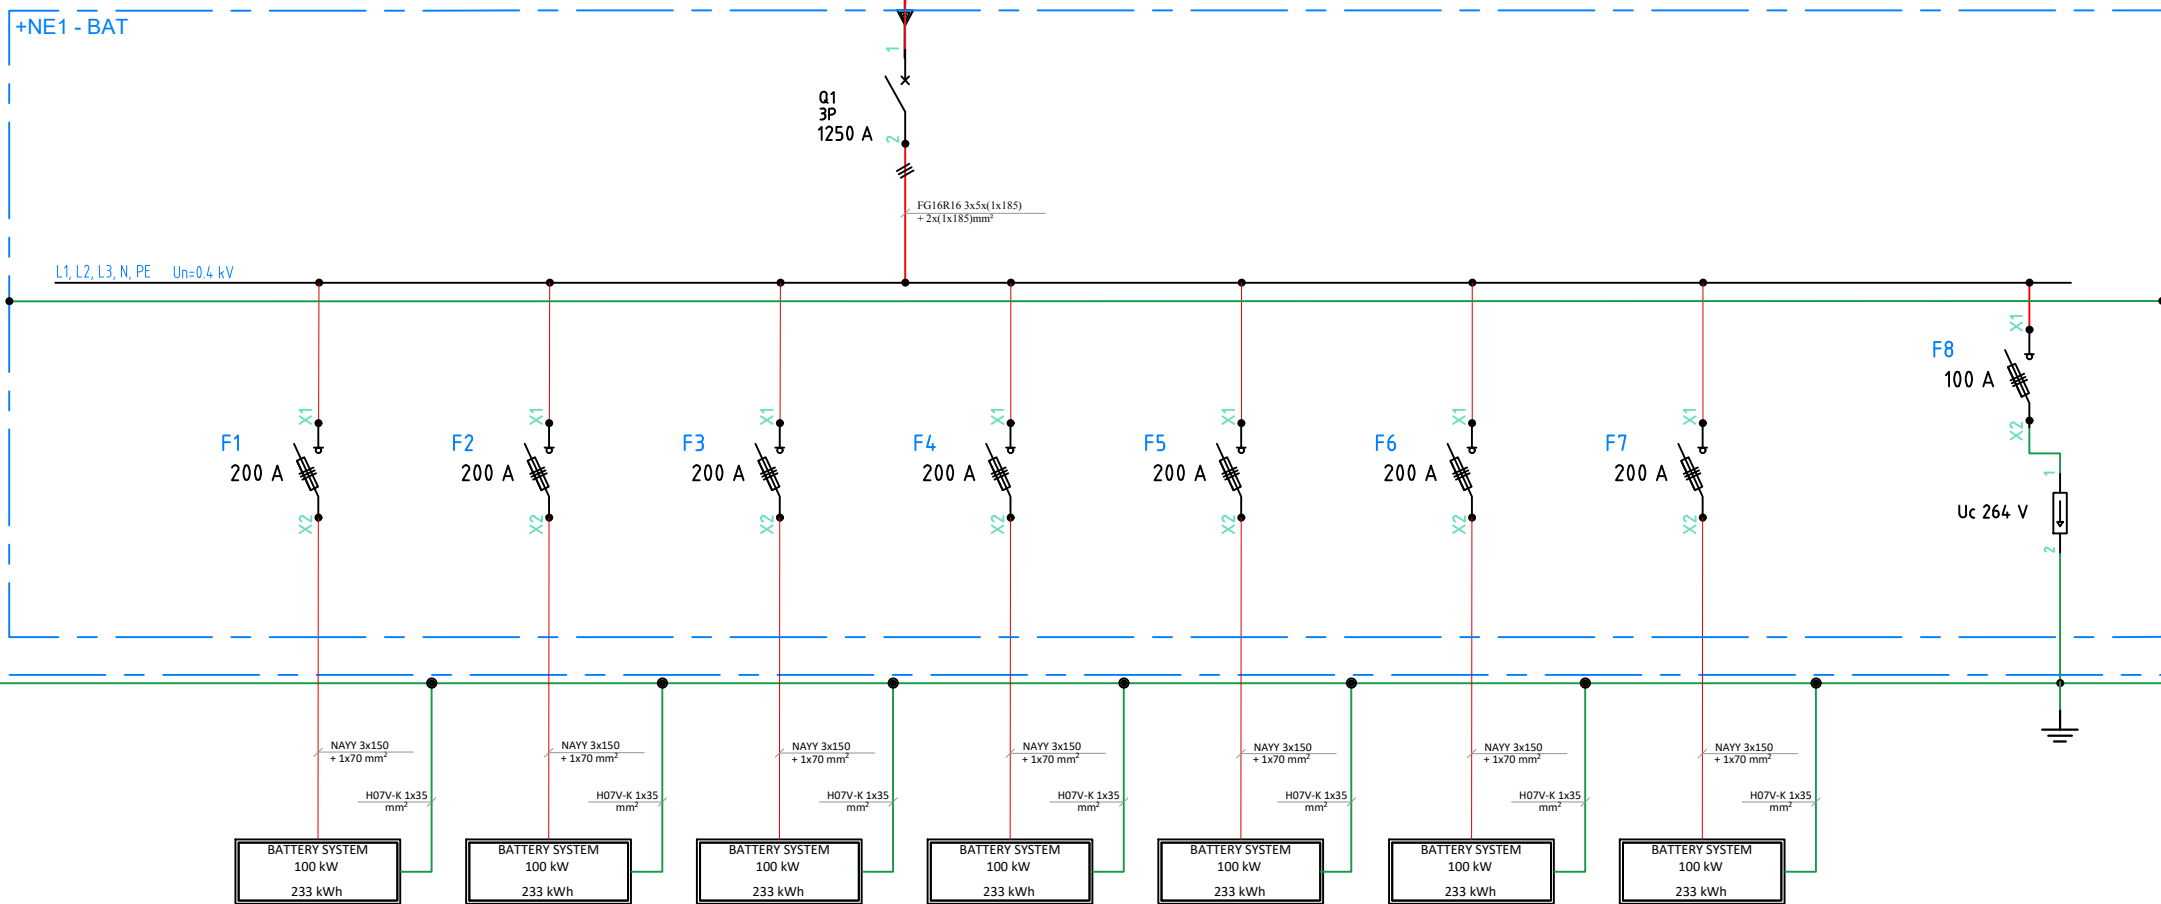 +NE1 - BAT
1
Q1
3P
1250 A
2
FG16R16 3x5x(1x185)
+ 2x(1x185)mm²
L1, L2, L3, N, PE Un=0.4 kV
X1
F1
200 A
X2
X1
F2
200 A
X2
X1
F3
200 A
X2
X1
F4
200 A
X2
X1
F5
200 A
X2
X1
F6
200 A
X2
X1
F7
200 A
X2
X1
F8
100 A
X2
1
Uc 264 V
2
NAYY 3x150
+ 1x70 mm²
H07V-K 1x35
mm²
NAYY 3x150
+ 1x70 mm²
H07V-K 1x35
mm²
NAYY 3x150
+ 1x70 mm²
H07V-K 1x35
mm²
NAYY 3x150
+ 1x70 mm²
H07V-K 1x35
mm²
NAYY 3x150
+ 1x70 mm²
H07V-K 1x35
mm²
NAYY 3x150
+ 1x70 mm²
H07V-K 1x35
mm²
NAYY 3x150
+ 1x70 mm²
H07V-K 1x35
mm²
BATTERY SYSTEM
100 kW
233 kWh
BATTERY SYSTEM
100 kW
233 kWh
BATTERY SYSTEM
100 kW
233 kWh
BATTERY SYSTEM
100 kW
233 kWh
BATTERY SYSTEM
100 kW
233 kWh
BATTERY SYSTEM
100 kW
233 kWh
BATTERY SYSTEM
100 kW
233 kWh